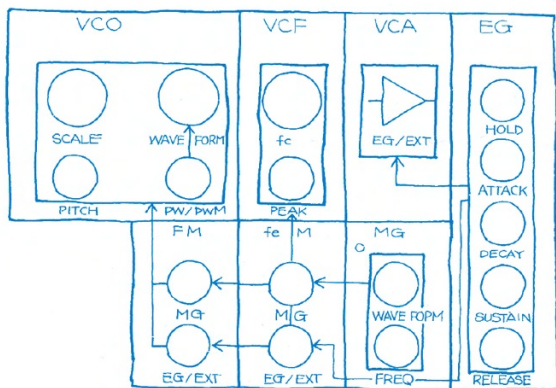 VCO VCF VCA EG
SCALE WAVE FORM fc EG/EXT HOLD
PITCH PW/PWM PEAK ATTACK
FM fc M MG DECAY
O
MG MG WAVE FORM SUSTAIN
EG/EXT EG/EXT FREQ RELEASE